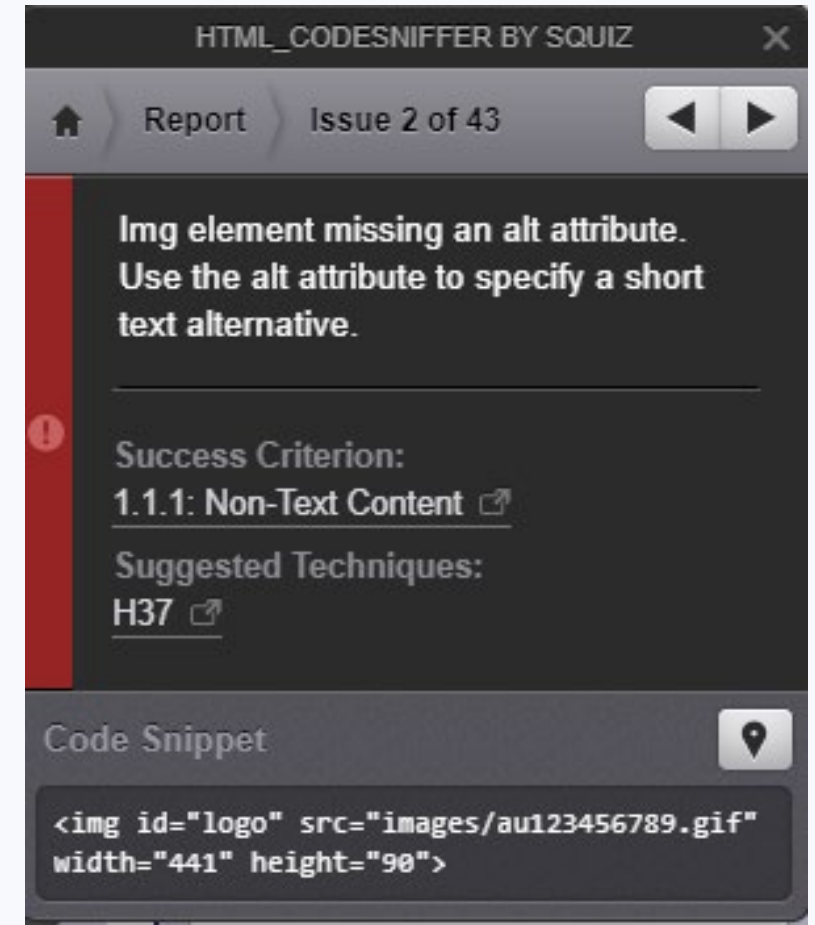 HTML_CODESNIFFER BY SQUIZ
Report Issue 2 of 43
Img element missing an alt attribute.
Use the alt attribute to specify a short
text alternative.
Success Criterion:
1.1.1: Non-Text Content
Suggested Techniques:
H37
Code Snippet
<img id="logo" src="images/au123456789.gif"
width="441" height="90">